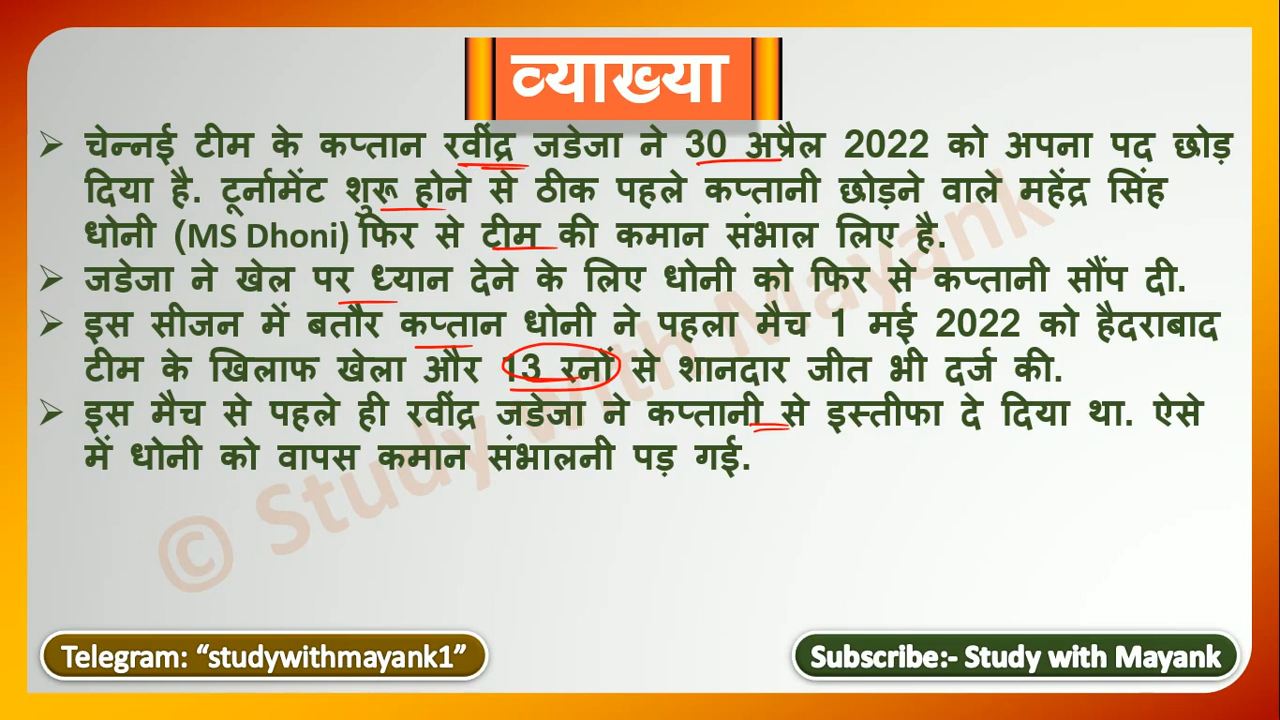 व्याख्या
➢ चेन्नई टीम के कप्तान रवींद्र जडेजा ने 30 अप्रैल 2022 को अपना पद छोड़
दिया है. टूर्नामेंट शुरू होने से ठीक पहले कप्तानी छोड़ने वाले महेंद्र सिंह
धोनी (MS Dhoni) फिर से टीम की कमान संभाल लिए है.
➢ जडेजा ने खेल पर ध्यान देने के लिए धोनी को फिर से कप्तानी सौंप दी.
➢ इस सीजन में बतौर कप्तान धोनी ने पहला मैच 1 मई 2022 को हैदराबाद
टीम के खिलाफ खेला और 13 रनों से शानदार जीत भी दर्ज की.
➢ इस मैच से पहले ही रवींद्र जडेजा ने कप्तानी से इस्तीफा दे दिया था. ऐसे
में धोनी को वापस कमान संभालनी पड़ गई.
© Study with Mayank
Telegram: “studywithmayank1”
Subscribe:- Study with Mayank